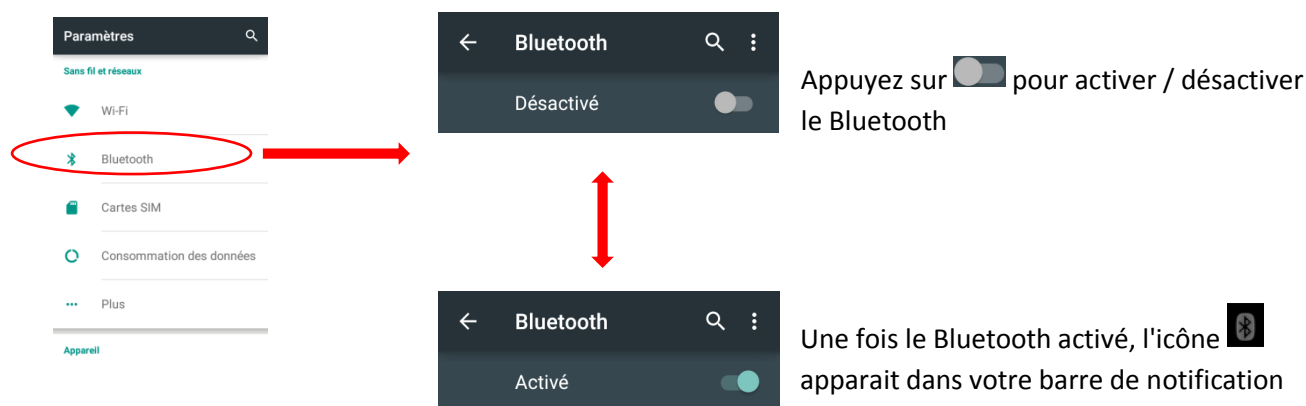 Paramètres
Sans fil et réseaux
Wi-Fi
Bluetooth
Cartes SIM
Consommation des données
Plus
Appareil
Bluetooth
Désactivé
Appuyez sur pour activer / désactiver
le Bluetooth
Bluetooth
Activé
Une fois le Bluetooth activé, l'icône
apparait dans votre barre de notification